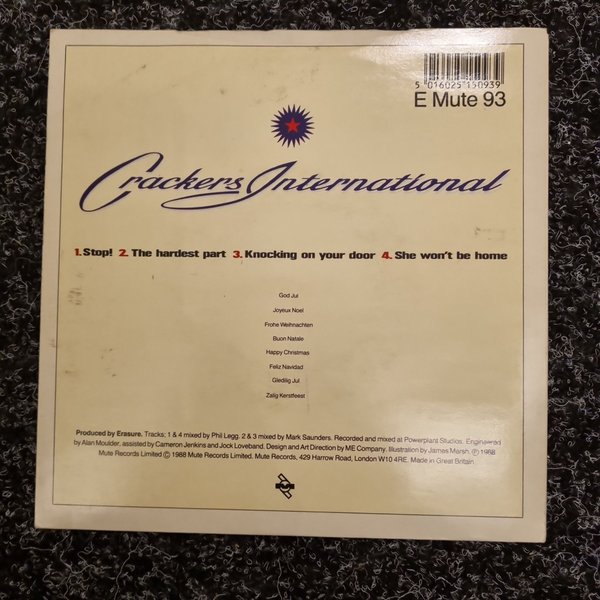 5 016025 150939
E Mute 93
Crackers International
1. Stop! 2. The hardest part 3. Knocking on your door 4. She won't be home
God Jul
Joyeux Noel
Frohe Weihnachten
Buon Natale
Happy Christmas
Feliz Navidad
Gledilig Jul
Zalig Kerstfeest
Produced by Erasure. Tracks: 1 & 4 mixed by Phil Legg. 2 & 3 mixed by Mark Saunders. Recorded and mixed at Powerplant Studios. Engineered
by Alan Moulder, assisted by Cameron Jenkins and Jock Loveband. Design and Art Direction by ME Company. Illustration by James Marsh. ℗ 1988
Mute Records Limited © 1988 Mute Records Limited. Mute Records, 429 Harrow Road, London W10 4RE. Made in Great Britain